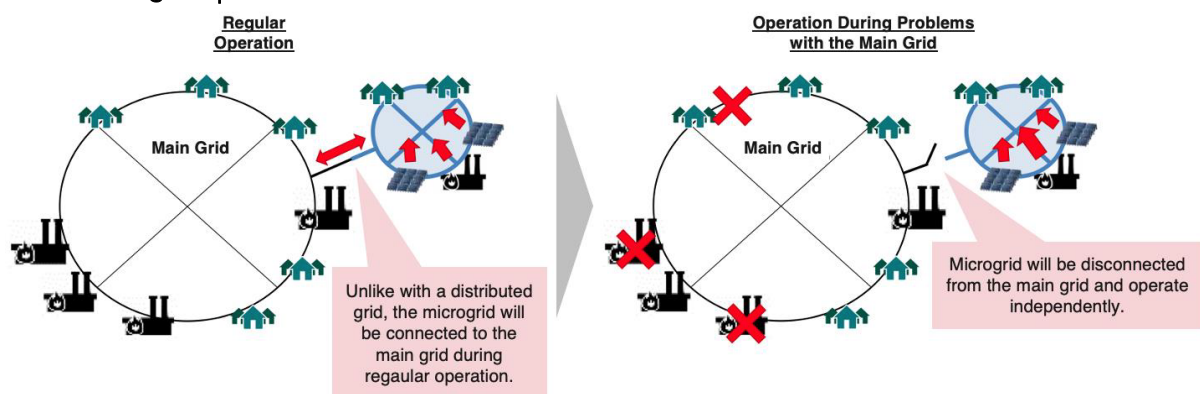 Regular
Operation
Main Grid
Unlike with a distributed
grid, the microgrid will
be connected to the
main grid during
regaular operation.
Operation During Problems
with the Main Grid
Main Grid
Microgrid will be disconnected
from the main grid and operate
independently.